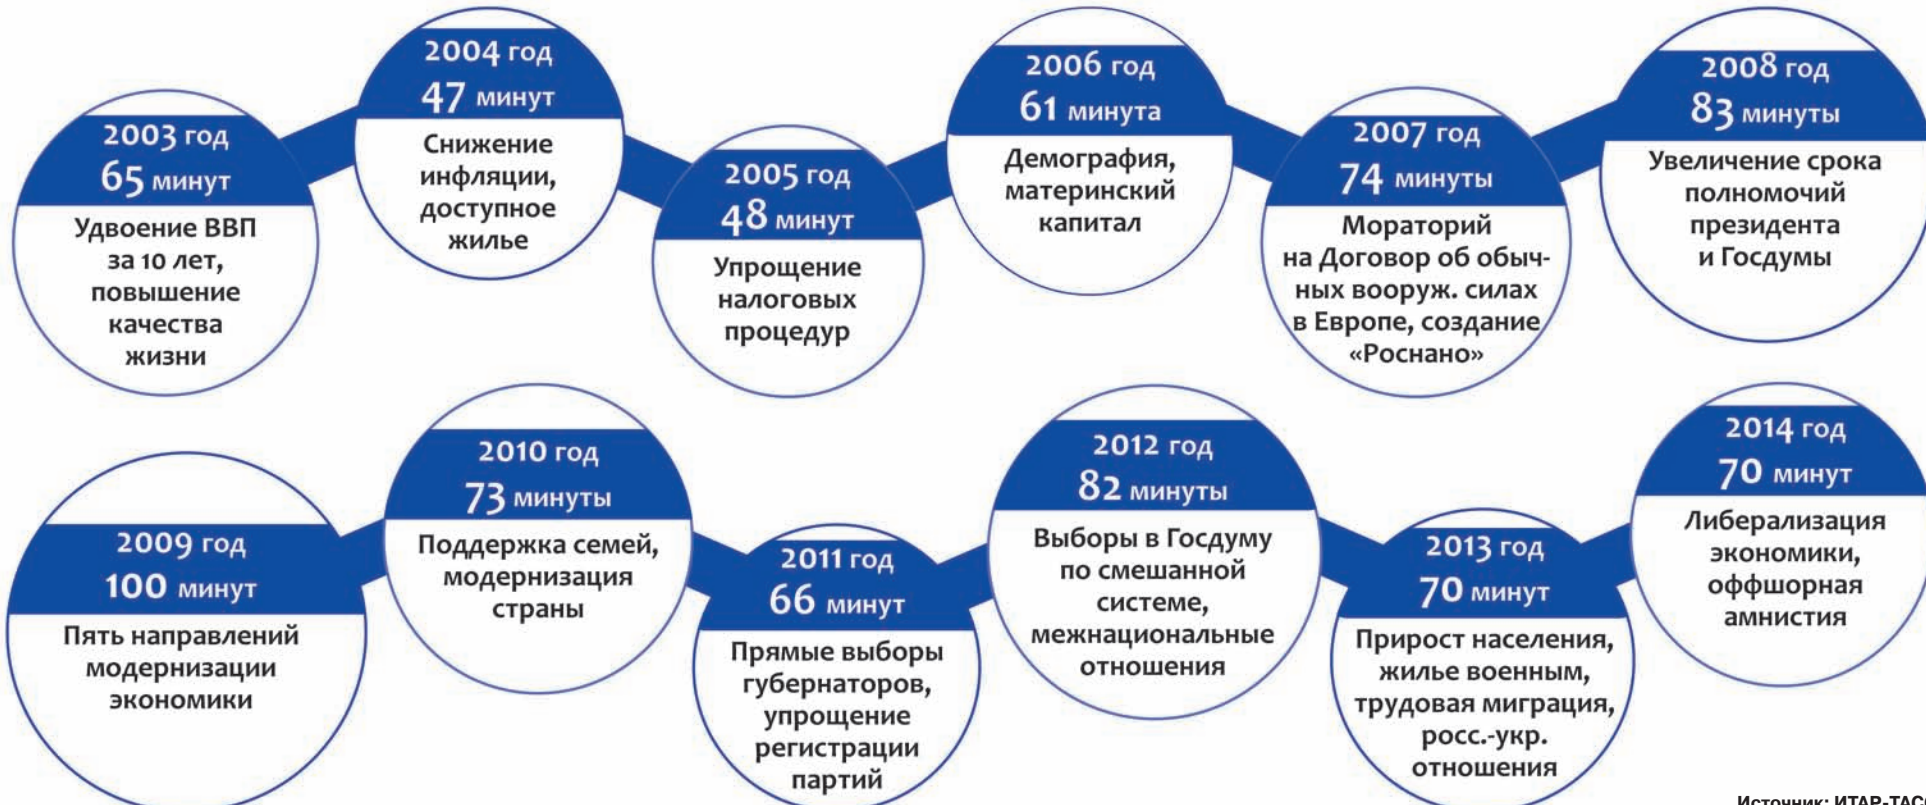 2003 год
65 минут
Удвоение ВВП
за 10 лет,
повышение
качества
жизни
2004 год
47 минут
Снижение
инфляции,
доступное
жилье
2005 год
48 минут
Упрощение
налоговых
процедур
2006 год
61 минута
Демография,
материнский
капитал
2007 год
74 минуты
Мораторий
на Договор об обыч-
ных вооруж. силах
в Европе, создание
«Роснано»
2008 год
83 минуты
Увеличение срока
полномочий
президента
и Госдумы
2009 год
100 минут
Пять направлений
модернизации
экономики
2010 год
73 минуты
Поддержка семей,
модернизация
страны
2011 год
66 минут
Прямые выборы
губернаторов,
упрощение
регистрации
партий
2012 год
82 минуты
Выборы в Госдуму
по смешанной
системе,
межнациональные
отношения
2013 год
70 минут
Прирост населения,
жилье военным,
трудовая миграция,
росс.-укр.
отношения
2014 год
70 минут
Либерализация
экономики,
оффшорная
амнистия
Источник: ИТАР-ТАСС